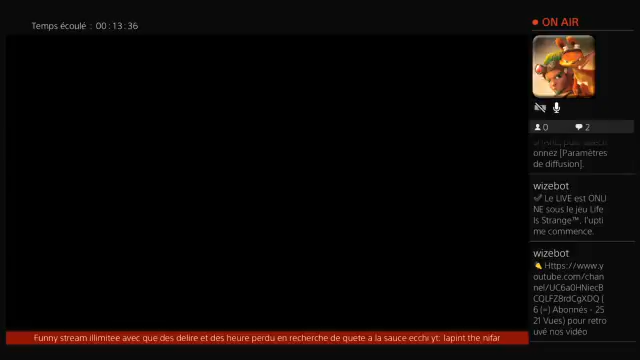 Temps écoulé : 00:13:36
ON AIR
0
2
onnez [Paramètres
de diffusion].
wizebot
Le LIVE est ONLI
NE sous le jeu Life
Is Strange™. l'upti
me commence.
wizebot
Https://www.y
outube.com/chan
nel/UC6a0HNiecB
CQLFZ8rdCgXDQ (
6 (=) Abonnés - 25
21 Vues) pour retro
uvé nos vidéo
Funny stream illimitee avec que des delire et des heure perdu en recherche de quete a la sauce ecchi yt: lapint the nifar